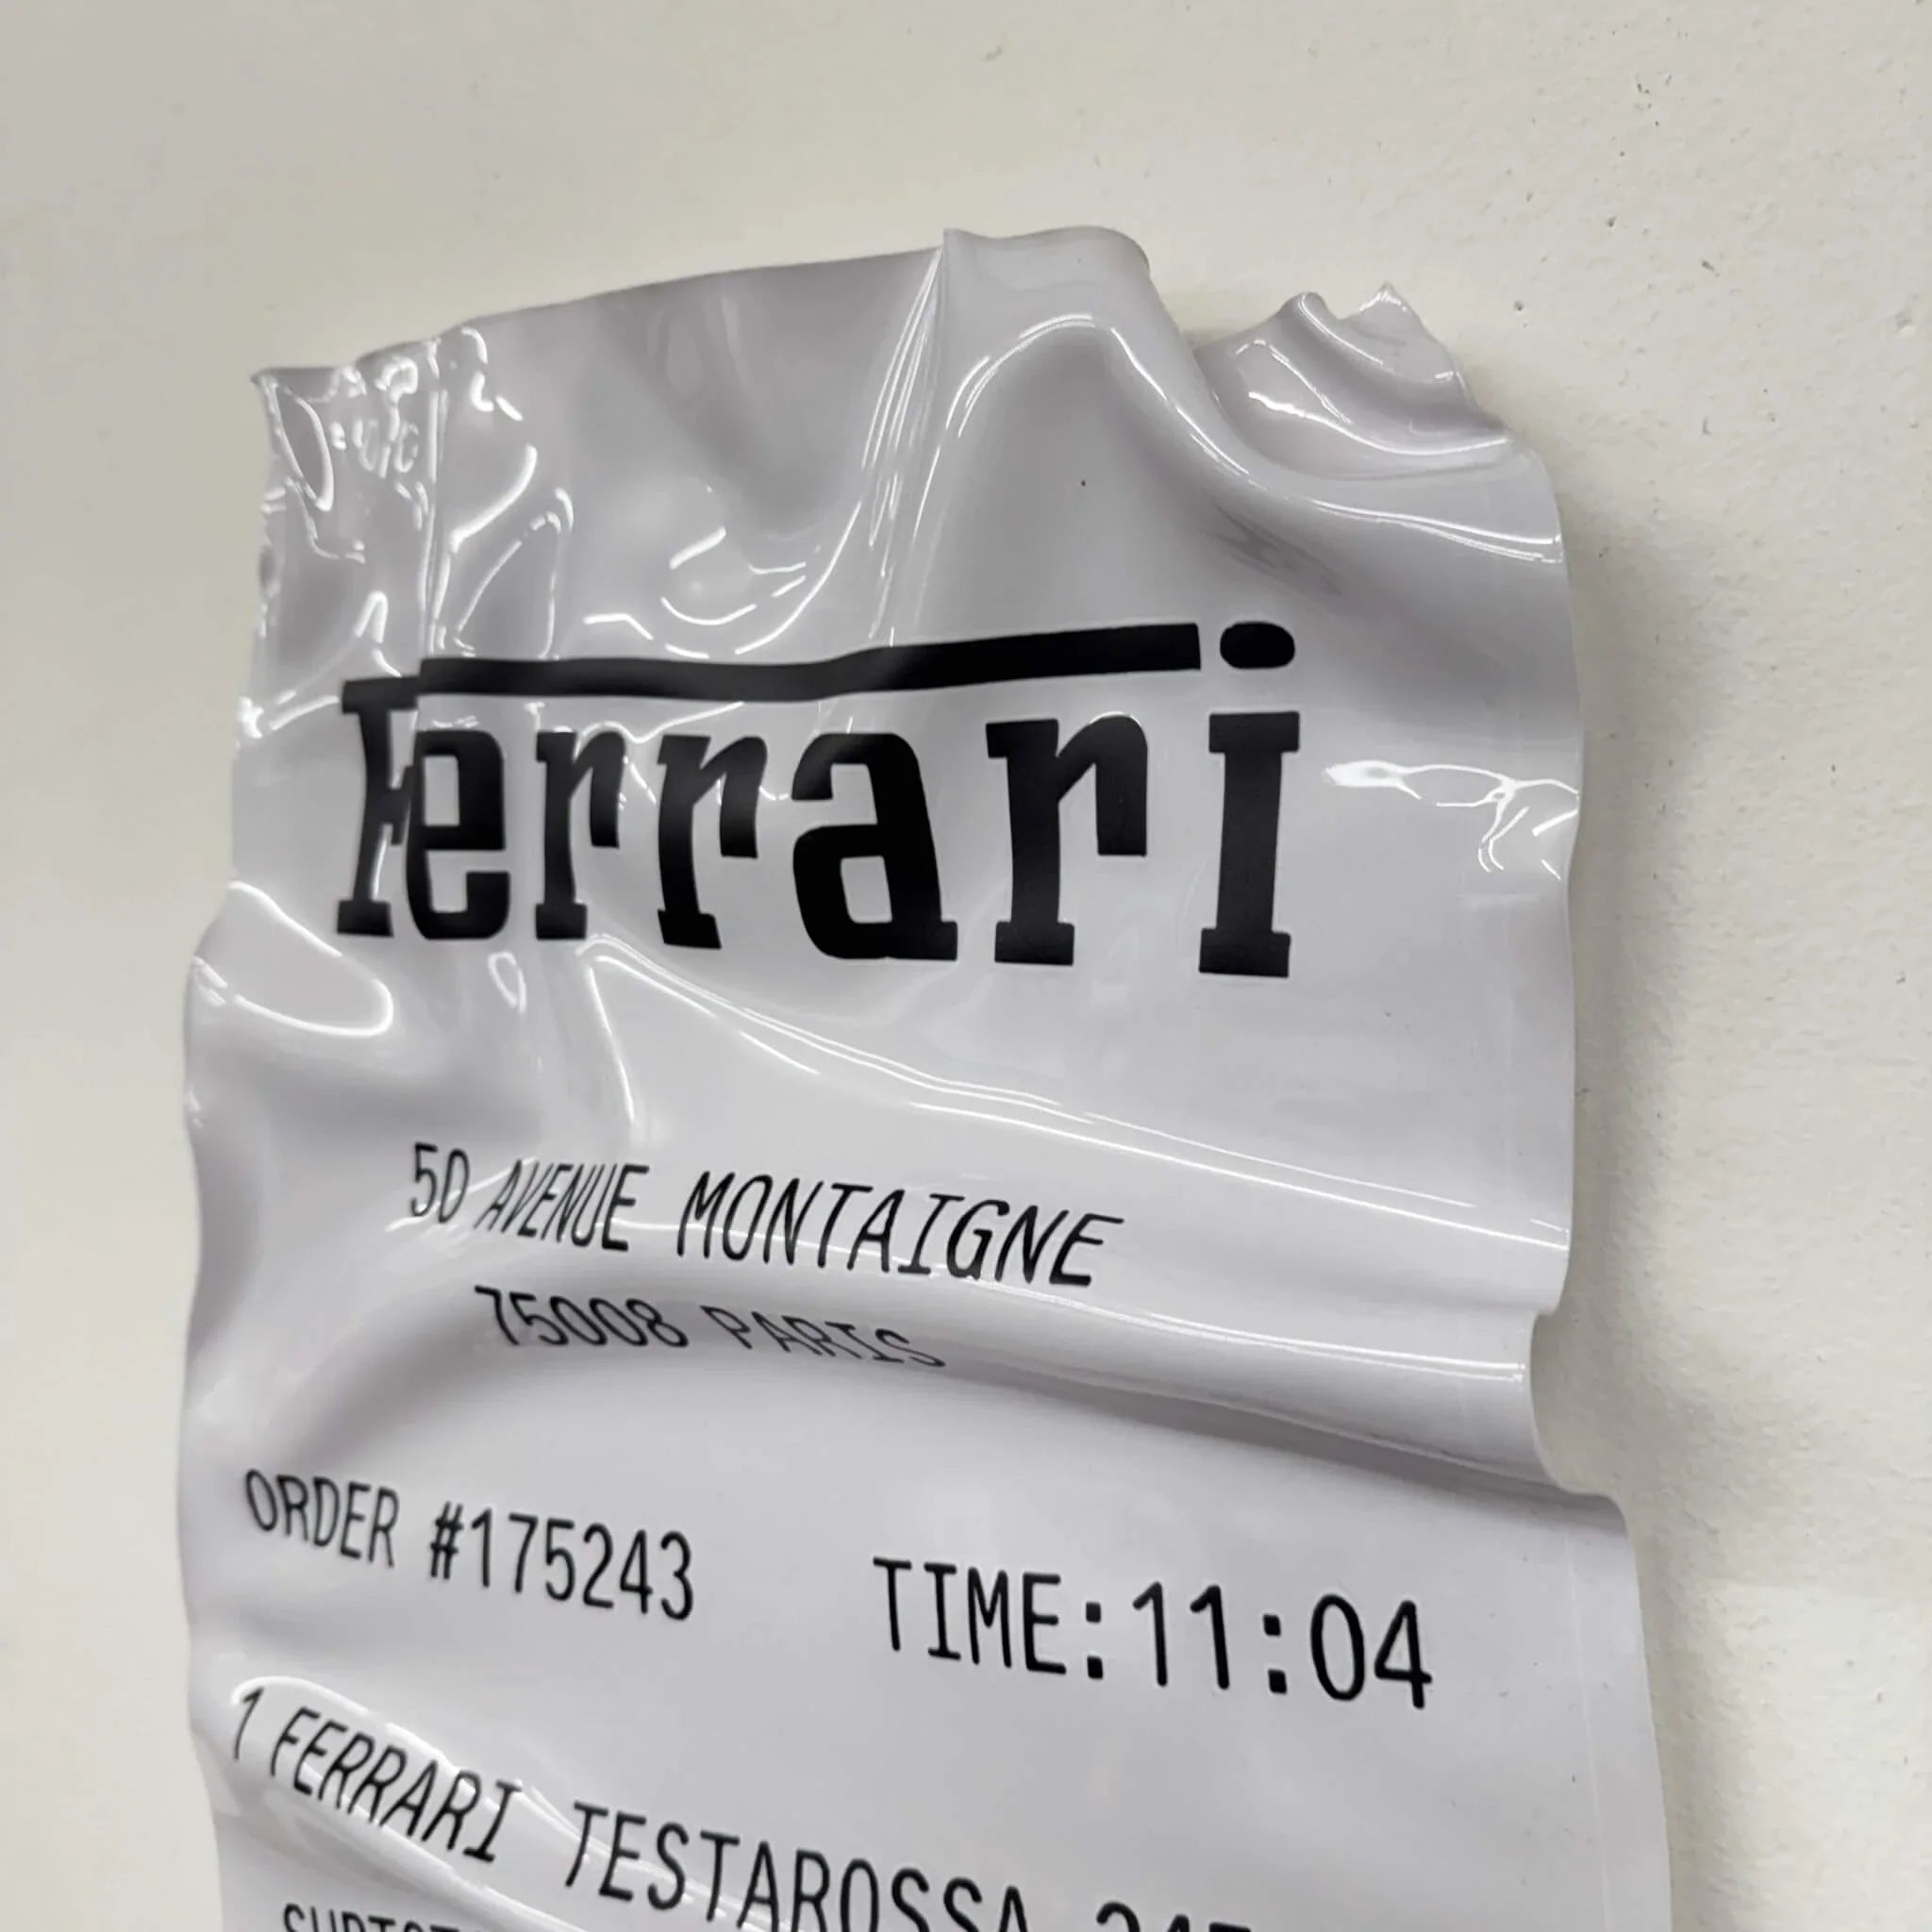 Ferrari
50 AVENUE MONTAIGNE
75008 PARIS
ORDER #175243 TIME:11:04
1 FERRARI TESTAROSSA